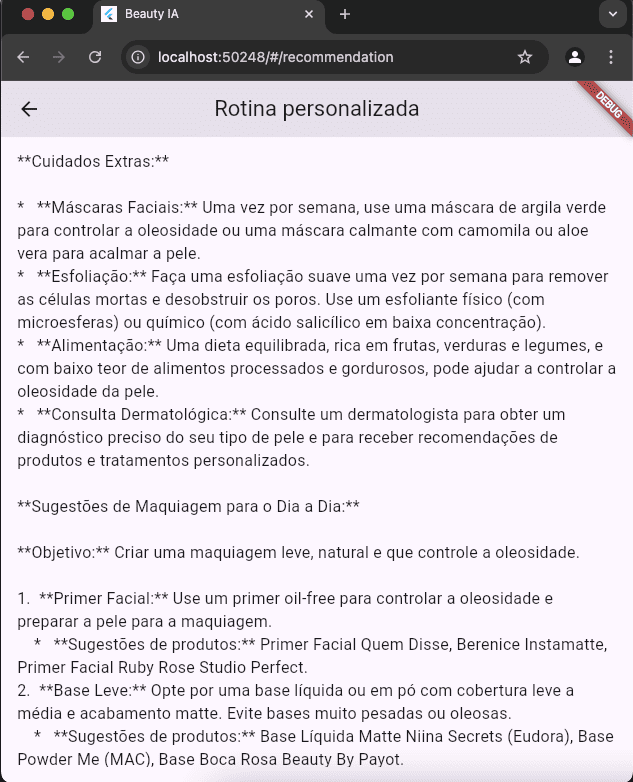 Beauty IA
localhost:50248/#/recommendation
Rotina personalizada
DEBUG
**Cuidados Extras:**
*   **Máscaras Faciais:** Uma vez por semana, use uma máscara de argila verde
para controlar a oleosidade ou uma máscara calmante com camomila ou aloe
vera para acalmar a pele.
*   **Esfoliação:** Faça uma esfoliação suave uma vez por semana para remover
as células mortas e desobstruir os poros. Use um esfoliante físico (com
microesferas) ou químico (com ácido salicílico em baixa concentração).
*   **Alimentação:** Uma dieta equilibrada, rica em frutas, verduras e legumes, e
com baixo teor de alimentos processados e gordurosos, pode ajudar a controlar a
oleosidade da pele.
*   **Consulta Dermatológica:** Consulte um dermatologista para obter um
diagnóstico preciso do seu tipo de pele e para receber recomendações de
produtos e tratamentos personalizados.
**Sugestões de Maquiagem para o Dia a Dia:**
**Objetivo:** Criar uma maquiagem leve, natural e que controle a oleosidade.
1.  **Primer Facial:** Use um primer oil-free para controlar a oleosidade e
preparar a pele para a maquiagem.
*   **Sugestões de produtos:** Primer Facial Quem Disse, Berenice Instamatte,
Primer Facial Ruby Rose Studio Perfect.
2.  **Base Leve:** Opte por uma base líquida ou em pó com cobertura leve a
média e acabamento matte. Evite bases muito pesadas ou oleosas.
*   **Sugestões de produtos:** Base Líquida Matte Niina Secrets (Eudora), Base
Powder Me (MAC), Base Boca Rosa Beauty By Payot.